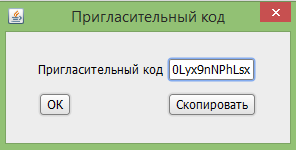 Пригласительный код
Пригласительный код 0Lyx9nNPhLsx
OK Скопировать